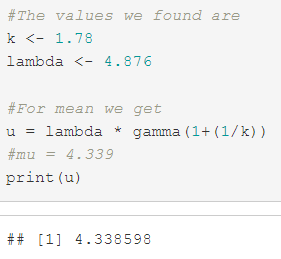 #The values we found are
k <- 1.78
lambda <- 4.876
#For mean we get
u = lambda * gamma(1+(1/k))
#mu = 4.339
print(u)
## [1] 4.338598